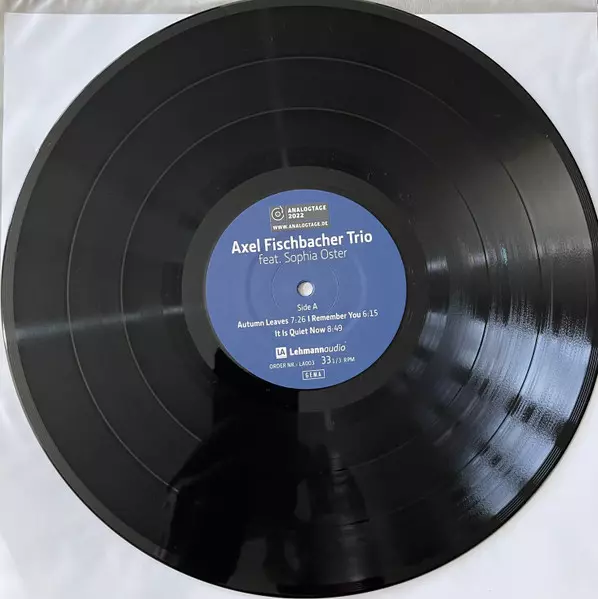 ANALOGTAGE
2022
WWW.ANALOGTAGE.DE
Axel Fischbacher Trio
feat. Sophia Oster
Side A
Autumn Leaves 7:26 I Remember You 6:15
It Is Quiet Now 8:49
LA Lehmannaudio
ORDER NR.: LA003 33 1/3 RPM
GEMA